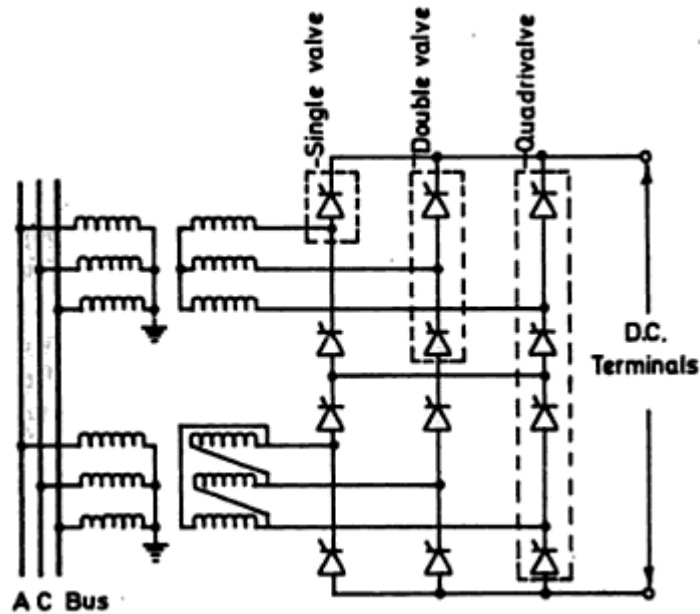 Single valve
Double valve
Quadrivalve
D.C.
Terminals
A C Bus